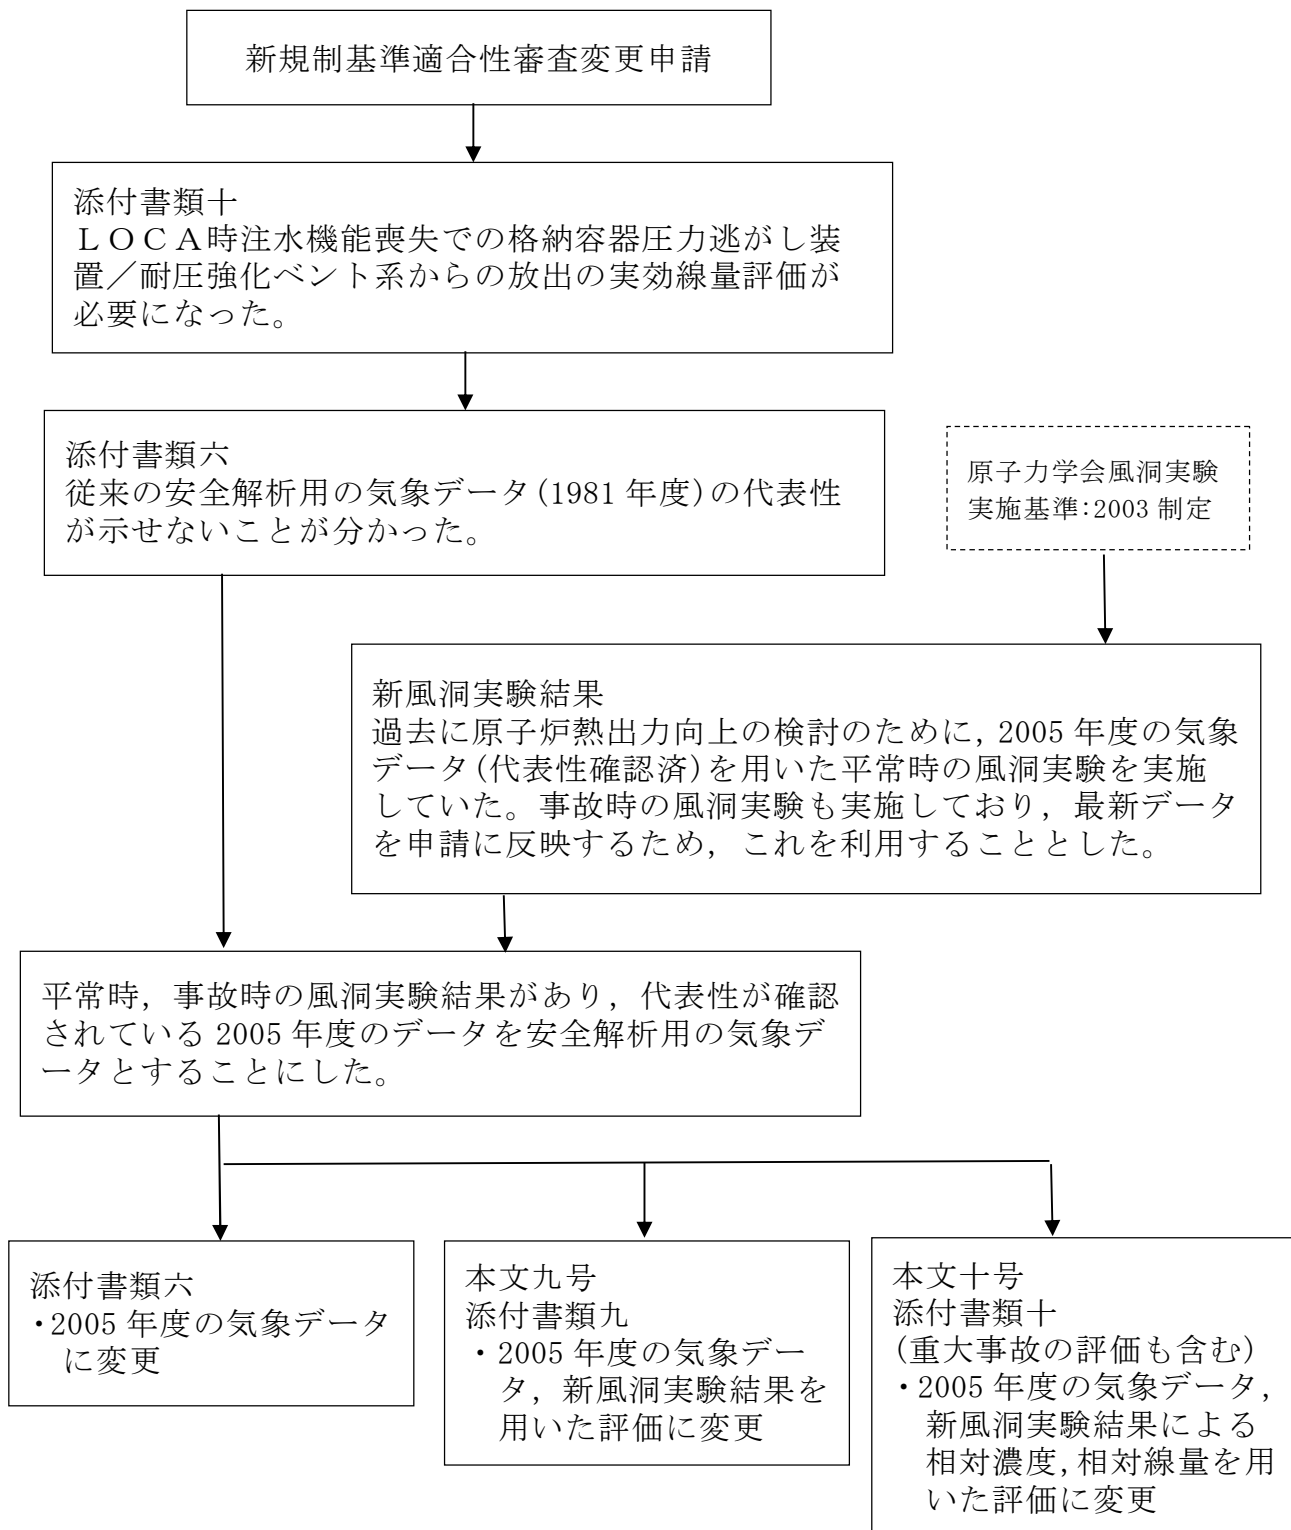 新規制基準適合性審査変更申請
添付書類十
ＬＯＣＡ時注水機能喪失での格納容器圧力逃がし装
置／耐圧強化ベント系からの放出の実効線量評価が
必要になった。
添付書類六
従来の安全解析用の気象データ(1981 年度)の代表性
が示せないことが分かった。
原子力学会風洞実験
実施基準:2003 制定
新風洞実験結果
過去に原子炉熱出力向上の検討のために, 2005 年度の気象
データ(代表性確認済)を用いた平常時の風洞実験を実施
していた。事故時の風洞実験も実施しており，最新データ
を申請に反映するため，これを利用することとした。
平常時，事故時の風洞実験結果があり，代表性が確認
されている 2005 年度のデータを安全解析用の気象デ
ータとすることにした。
添付書類六
・2005 年度の気象データ
に変更
本文九号
添付書類九
・2005 年度の気象デー
タ，新風洞実験結果を
用いた評価に変更
本文十号
添付書類十
(重大事故の評価も含む)
・2005 年度の気象データ，
新風洞実験結果による
相対濃度,相対線量を用
いた評価に変更